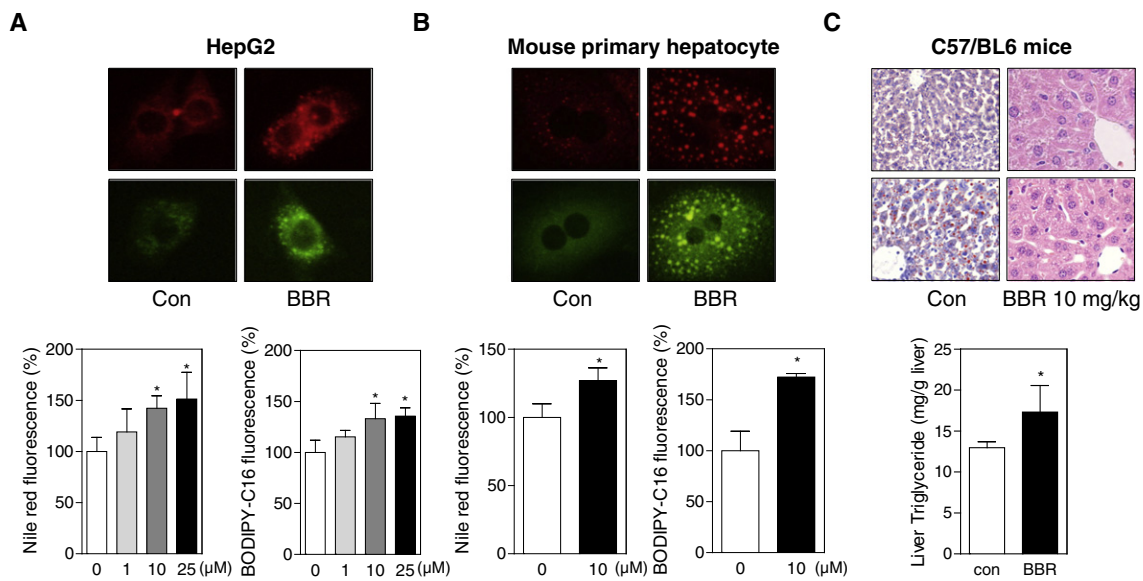 A
HepG2
Con
BBR
B
Mouse primary hepatocyte
Con
BBR
C
C57/BL6 mice
Con
BBR 10 mg/kg
Nile red fluorescence (%)
200
150
100
50
0
0 1 10 25 (μM)
* *
BODIPY-C16 fluorescence (%)
200
150
100
50
0
0 1 10 25 (μM)
* *
Nile red fluorescence (%)
150
100
50
0
0 10 (μM)
*
BODIPY-C16 fluorescence (%)
200
150
100
50
0
0 10 (μM)
*
Liver Triglyceride (mg/g liver)
25
20
15
10
5
0
con BBR
*